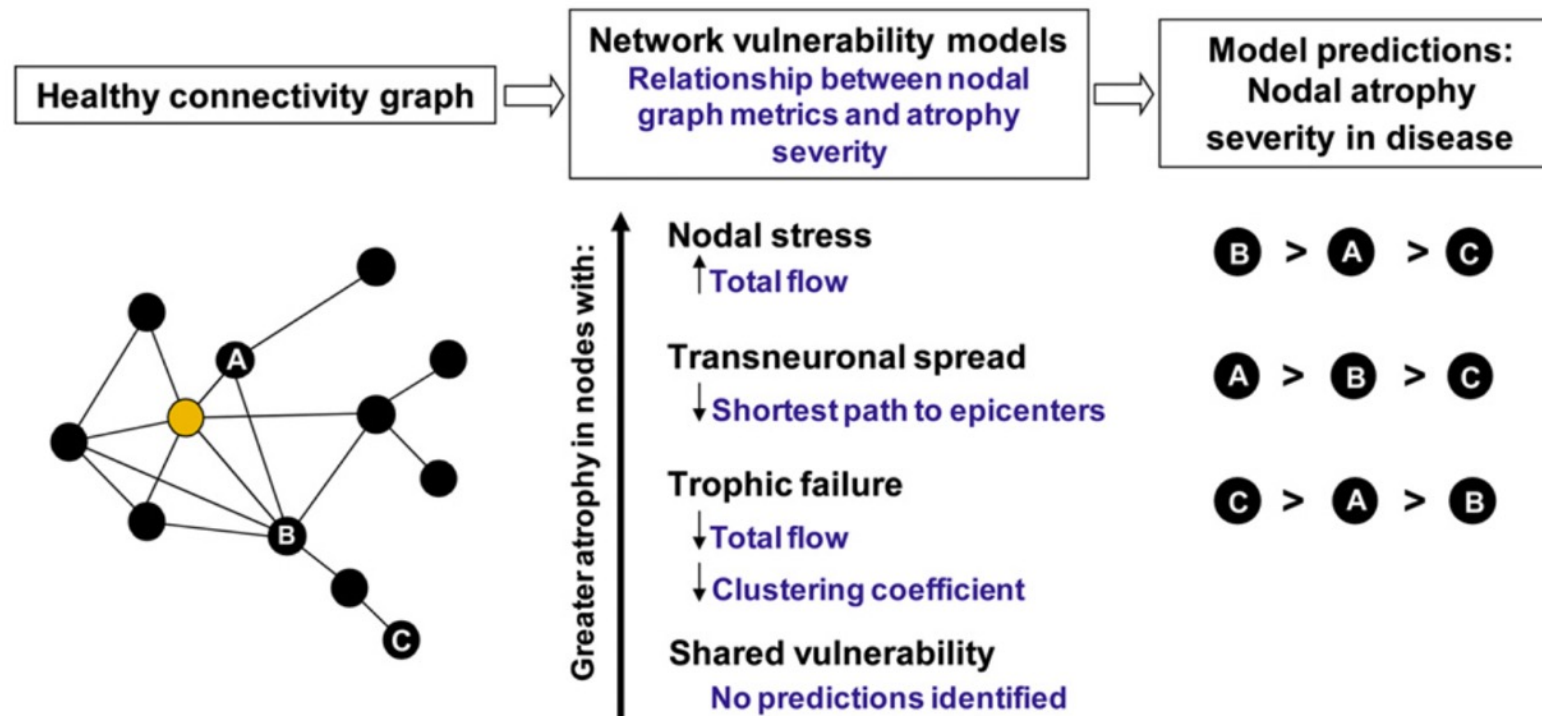 Healthy connectivity graph
Network vulnerability models
Relationship between nodal
graph metrics and atrophy
severity
Model predictions:
Nodal atrophy
severity in disease
A
B
C
Greater atrophy in nodes with:
Nodal stress
↑ Total flow
Transneuronal spread
↓ Shortest path to epicenters
Trophic failure
↓ Total flow
↓ Clustering coefficient
Shared vulnerability
No predictions identified
B > A > C
A > B > C
C > A > B